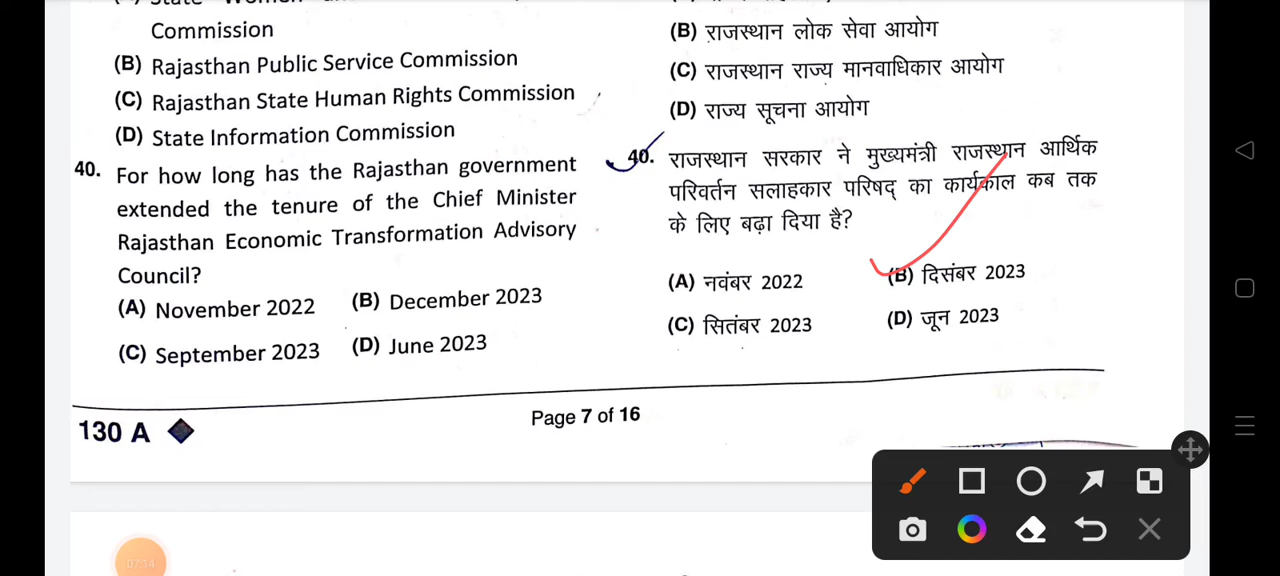 Commission
(B) Rajasthan Public Service Commission
(C) Rajasthan State Human Rights Commission
(D) State Information Commission
40. For how long has the Rajasthan government
extended the tenure of the Chief Minister
Rajasthan Economic Transformation Advisory
Council?
(A) November 2022 (B) December 2023
(C) September 2023 (D) June 2023
(B) राजस्थान लोक सेवा आयोग
(C) राजस्थान राज्य मानवाधिकार आयोग
(D) राज्य सूचना आयोग
40. राजस्थान सरकार ने मुख्यमंत्री राजस्थान आर्थिक
परिवर्तन सलाहकार परिषद् का कार्यकाल कब तक
के लिए बढ़ा दिया है?
(A) नवंबर 2022 (B) दिसंबर 2023
(C) सितंबर 2023 (D) जून 2023
130 A
Page 7 of 16
07:14